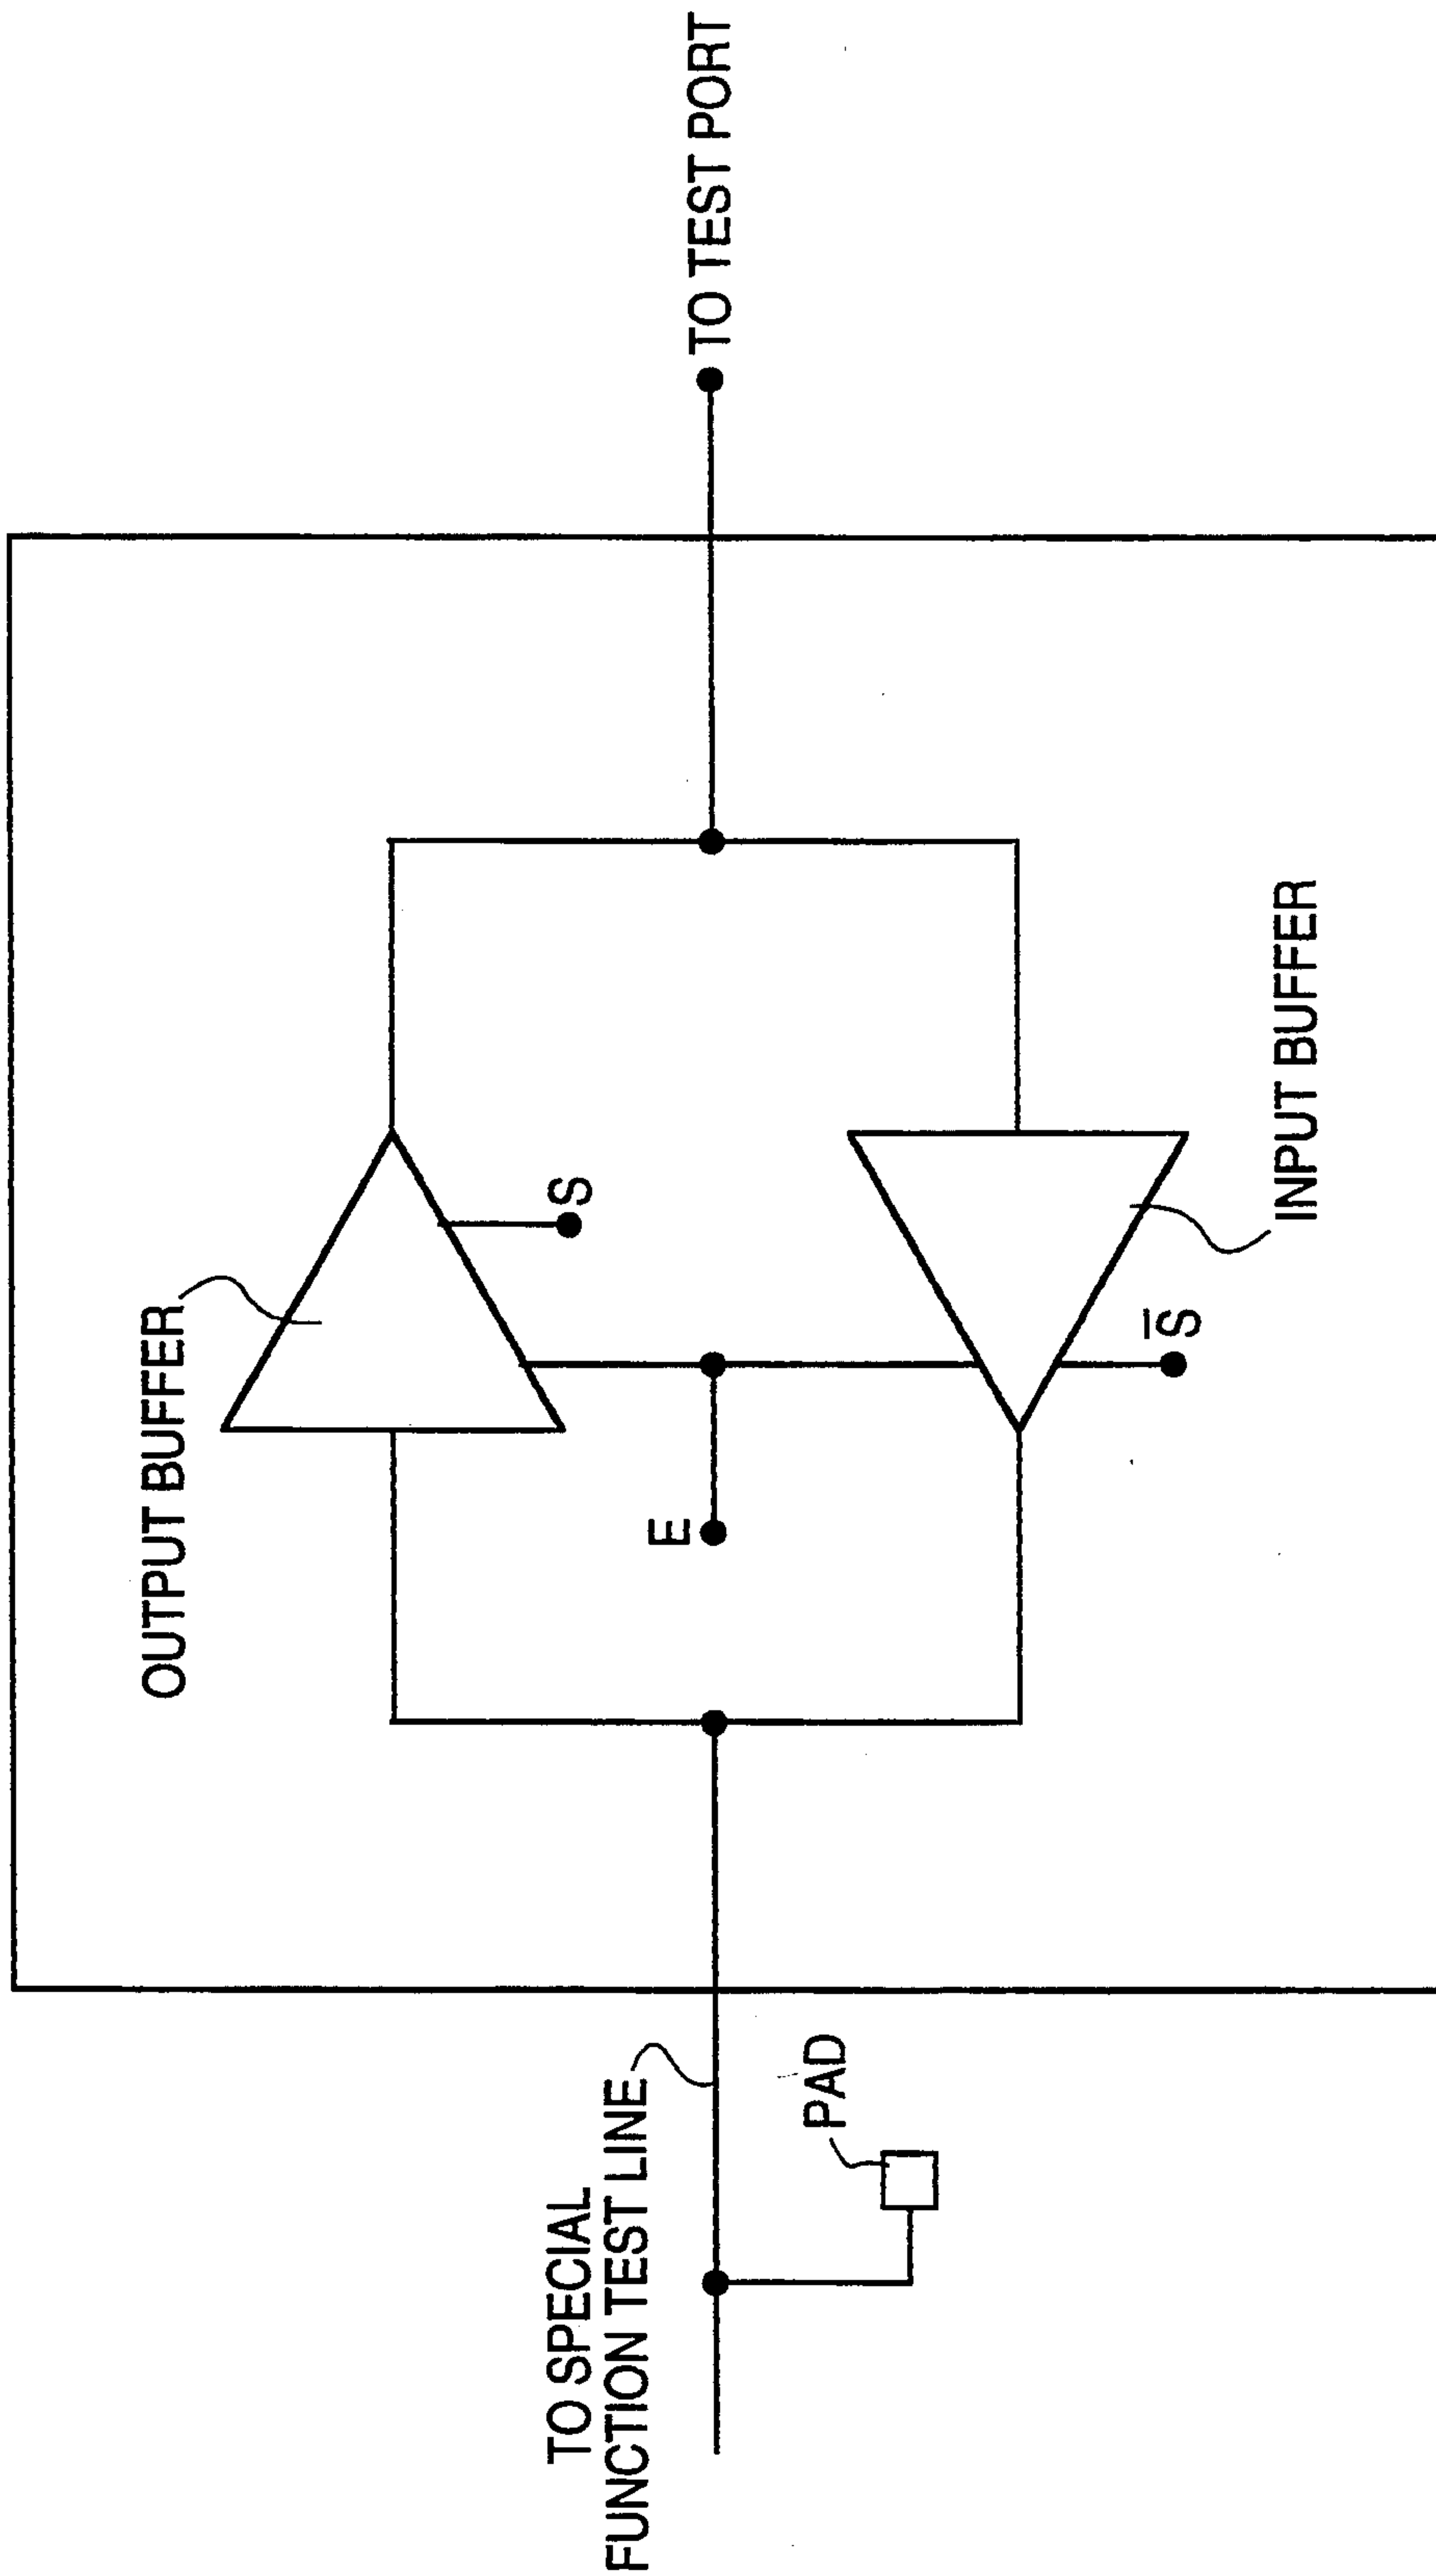 OUTPUT BUFFER
S
E
TO SPECIAL
FUNCTION TEST LINE
TO TEST PORT
PAD
S̅
INPUT BUFFER